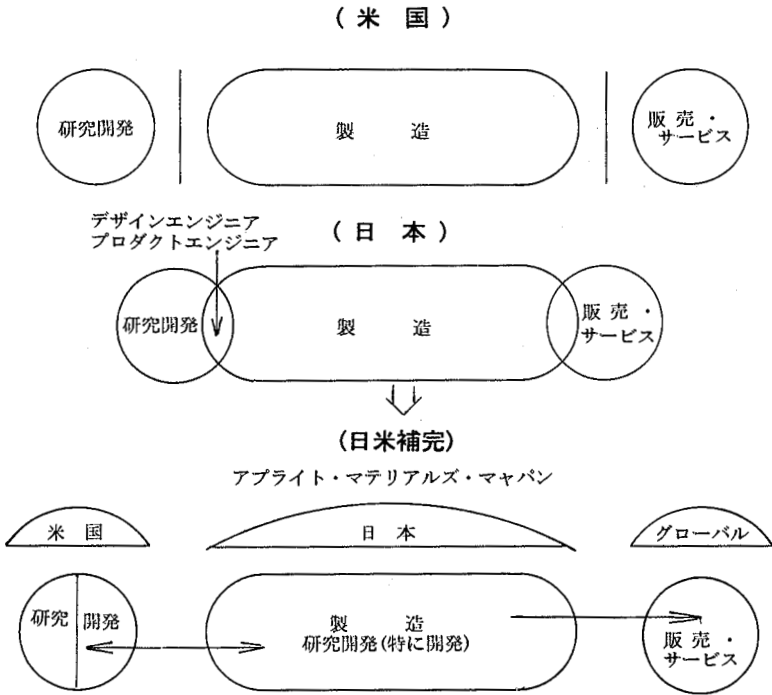 (米国)
研究開発
製造
販売・
サービス
デザインエンジニア
プロダクトエンジニア
(日本)
研究開発
製造
販売・
サービス
(日米補完)
アプライト・マテリアルズ・マャパン
米国
日本
グローバル
研究
開発
製造
研究開発(特に開発)
販売・
サービス